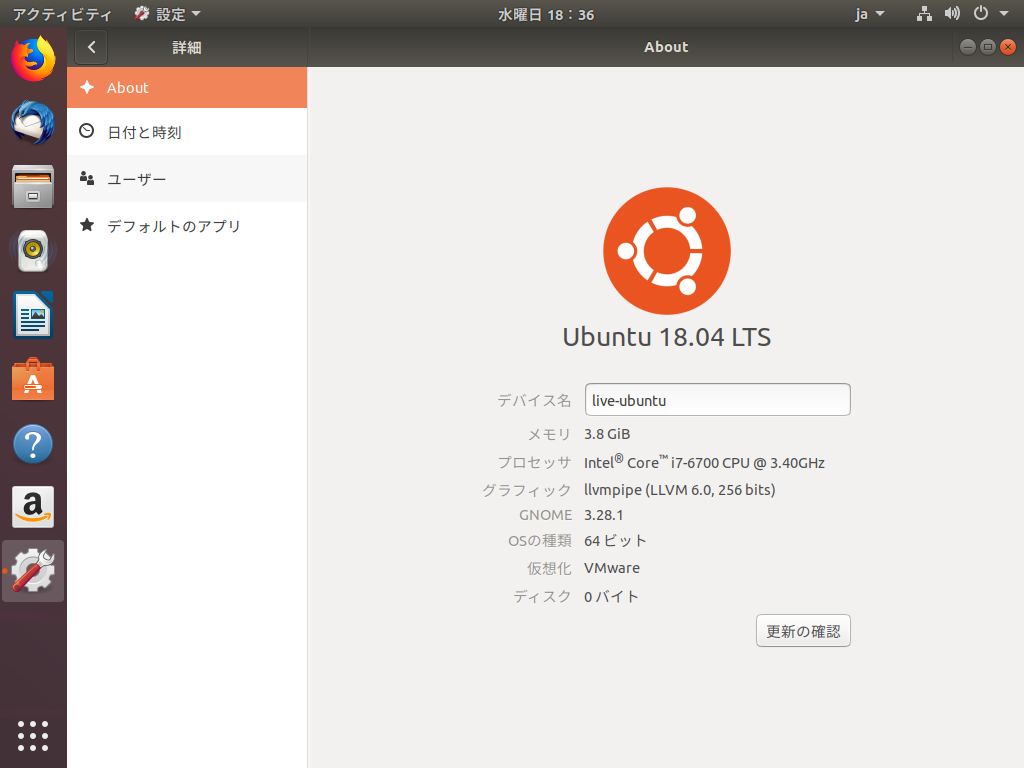 アクティビティ 設定 水曜日 18：36 ja
詳細 About
About
日付と時刻
ユーザー
デフォルトのアプリ
Ubuntu 18.04 LTS
デバイス名 live-ubuntu
メモリ 3.8 GiB
プロセッサ Intel® Core™ i7-6700 CPU @ 3.40GHz
グラフィック llvmpipe (LLVM 6.0, 256 bits)
GNOME 3.28.1
OSの種類 64 ビット
仮想化 VMware
ディスク 0 バイト
更新の確認